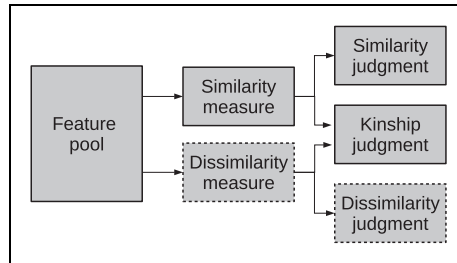 Feature
pool
Similarity
measure
Dissimilarity
measure
Similarity
judgment
Kinship
judgment
Dissimilarity
judgment